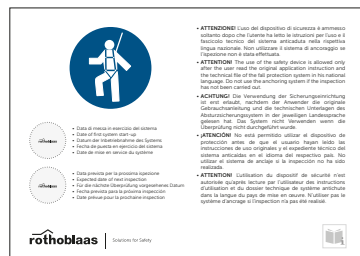 • ATTENZIONE! L'uso del dispositivo di sicurezza è ammesso
soltanto dopo che l'utente ha letto le istruzioni per l'uso e il
fascicolo tecnico del sistema anticaduta nella rispettiva
lingua nazionale. Non utilizzare il sistema di ancoraggio se
l'ispezione non è stata effettuata.
• ATTENTION! The use of the safety device is allowed only
after the user read the original application instruction and
the technical file of the fall protection system in his national
language. Do not use the anchoring system if the inspection
has not been carried out.
• ACHTUNG! Die Verwendung der Sicherungseinrichtung
ist erst erlaubt, nachdem der Anwender die originale
Gebrauchsanleitung und die technischen Unterlagen des
Absturzsicherungssystem in der jeweiligen Landessprache
gelesen hat. Das System nicht Verwenden wenn die
Überprüfung nicht durchgeführt wurde.
• ¡ATENCIÓN! No está permitido utilizar el dispositivo de
protección antes de que el usuario hayan leído las
instrucciones de uso originales y el expediente técnico del
sistema anticaídas en el idioma del respectivo país. No
utilizar el sistema de anclaje si la inspección no ha sido
realizada.
• ATTENTION! L'utilisation du dispositif de sécurité n'est
autorisée qu'après lecture par l'utilisateur des instructions
d'utilisation et du dossier technique de système antichute
dans la langue du pays de mise en œuvre. N'utilisez pas le
système d'ancrage si l'inspection n'a pas été réalisé.
rothoblaas
• Data di messa in esercizio del sistema
• Date of first system start-up
• Datum der Inbetriebnahme des Systems
• Fecha de puesta en ejercicio del sistema
• Date de mise en service du système
rothoblaas
• Data prevista per la prossima ispezione
• Expected date of next inspection
• Für die nächste Überprüfung vorgesehenes Datum
• Fecha prevista para la próxima inspección
• Date prévue pour la prochaine inspection
rothoblaas
Solutions for Safety